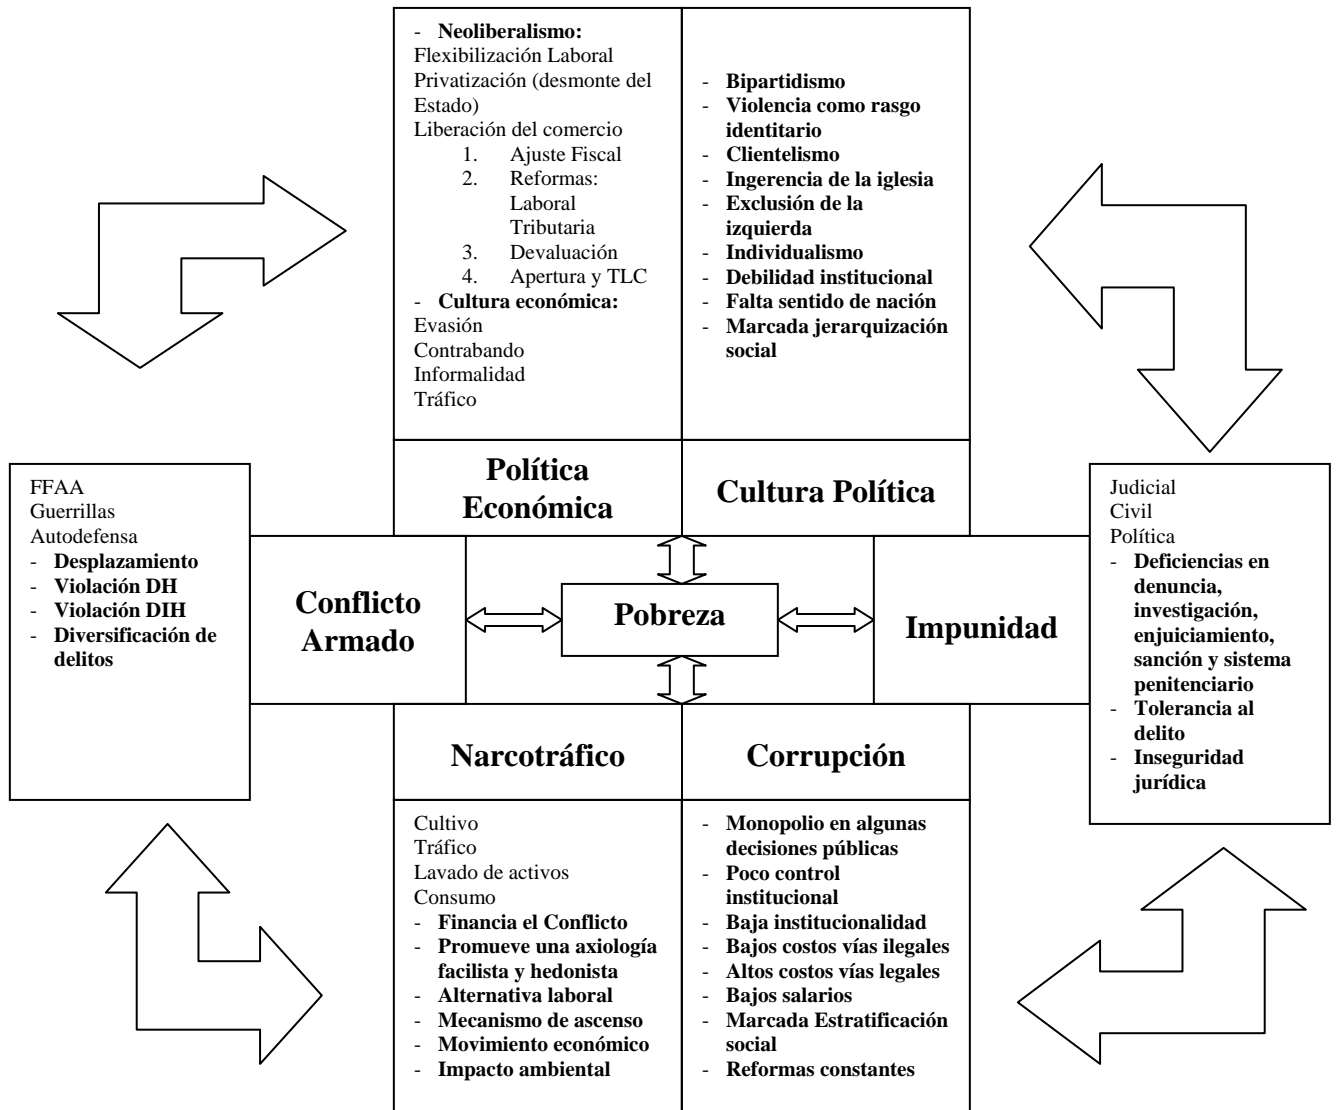 - Neoliberalismo:
Flexibilización Laboral
Privatización (desmonte del
Estado)
Liberación del comercio
1. Ajuste Fiscal
2. Reformas:
Laboral
Tributaria
3. Devaluación
4. Apertura y TLC
- Cultura económica:
Evasión
Contrabando
Informalidad
Tráfico
- Bipartidismo
- Violencia como rasgo
identitario
- Clientelismo
- Ingerencia de la iglesia
- Exclusión de la
izquierda
- Individualismo
- Debilidad institucional
- Falta sentido de nación
- Marcada jerarquización
social
Política
Económica
Cultura Política
FFAA
Guerrillas
Autodefensa
- Desplazamiento
- Violación DH
- Violación DIH
- Diversificación de
delitos
Conflicto
Armado
Pobreza
Impunidad
Judicial
Civil
Política
- Deficiencias en
denuncia,
investigación,
enjuiciamiento,
sanción y sistema
penitenciario
- Tolerancia al
delito
- Inseguridad
jurídica
Narcotráfico
Corrupción
Cultivo
Tráfico
Lavado de activos
Consumo
- Financia el Conflicto
- Promueve una axiología
facilista y hedonista
- Alternativa laboral
- Mecanismo de ascenso
- Movimiento económico
- Impacto ambiental
- Monopolio en algunas
decisiones públicas
- Poco control
institucional
- Baja institucionalidad
- Bajos costos vías ilegales
- Altos costos vías legales
- Bajos salarios
- Marcada Estratificación
social
- Reformas constantes